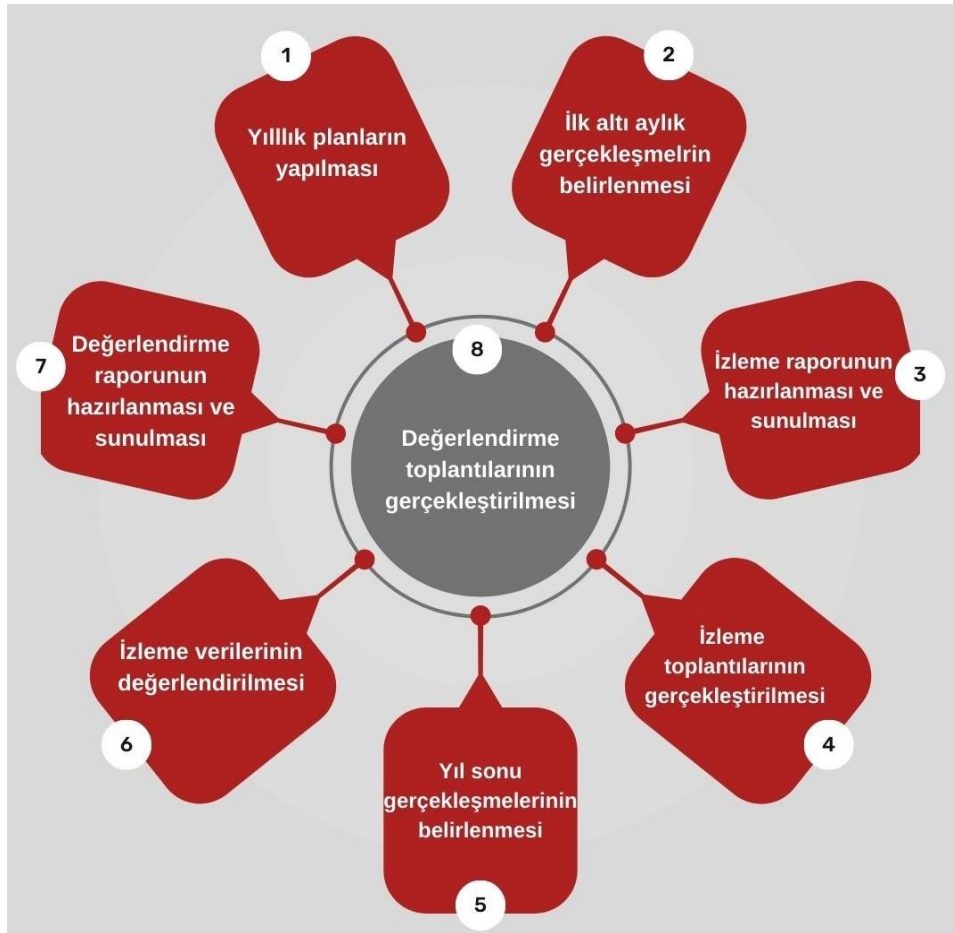 1
Yılllık planların
yapılması
2
İlk altı aylık
gerçekleşmelrin
belirlenmesi
3
İzleme raporunun
hazırlanması ve
sunulması
4
İzleme
toplantılarının
gerçekleştirilmesi
5
Yıl sonu
gerçekleşmelerinin
belirlenmesi
6
İzleme verilerinin
değerlendirilmesi
7
Değerlendirme
raporunun
hazırlanması ve
sunulması
8
Değerlendirme
toplantılarının
gerçekleştirilmesi